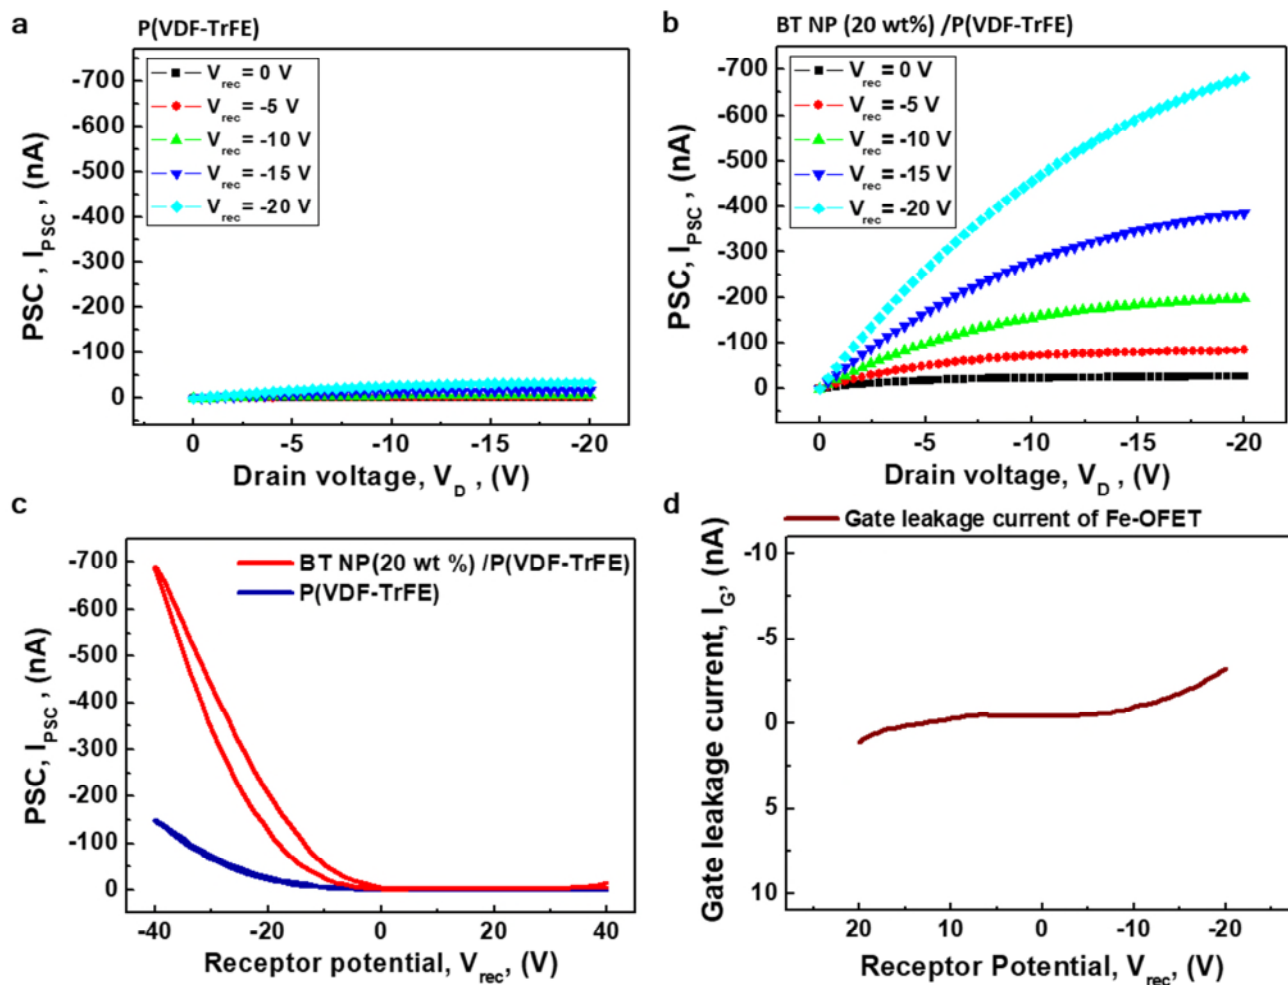 a
P(VDF-TrFE)
V_rec = 0 V
V_rec = -5 V
V_rec = -10 V
V_rec = -15 V
V_rec = -20 V
-700
-600
-500
-400
-300
-200
-100
0
PSC , I_PSC , (nA)
0 -5 -10 -15 -20
Drain voltage, V_D , (V)
b
BT NP (20 wt%) /P(VDF-TrFE)
V_rec = 0 V
V_rec = -5 V
V_rec = -10 V
V_rec = -15 V
V_rec = -20 V
-700
-600
-500
-400
-300
-200
-100
0
PSC, I_PSC , (nA)
0 -5 -10 -15 -20
Drain voltage, V_D , (V)
c
BT NP(20 wt %) /P(VDF-TrFE)
P(VDF-TrFE)
-700
-600
-500
-400
-300
-200
-100
0
PSC, I_PSC , (nA)
-40 -20 0 20 40
Receptor potential, V_rec, (V)
d
Gate leakage current of Fe-OFET
-10
-5
0
5
10
Gate leakage current, I_G, (nA)
20 10 0 -10 -20
Receptor Potential, V_rec, (V)